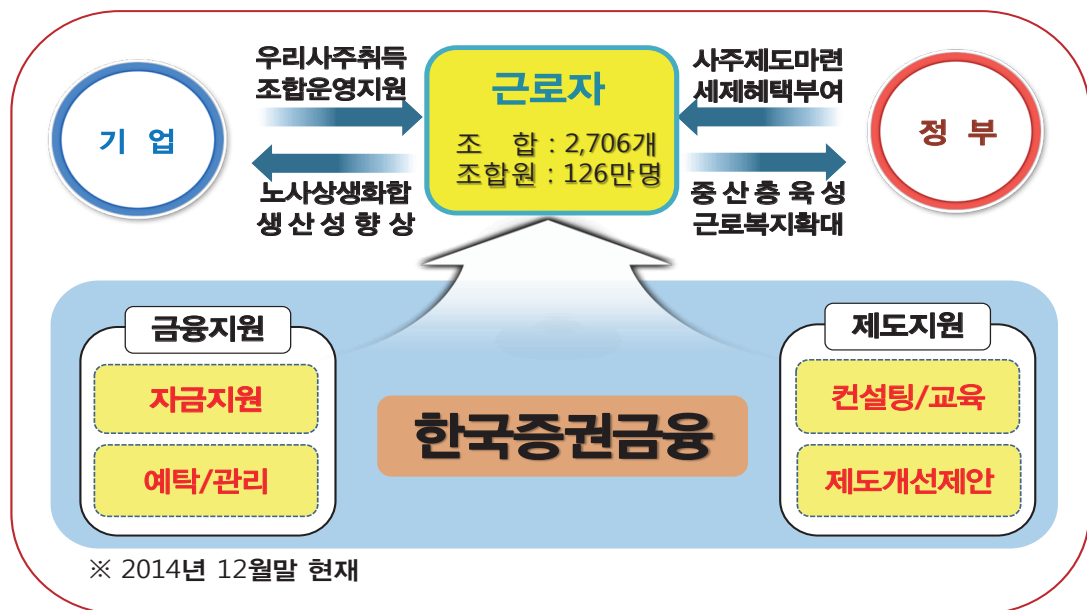 우리사주취득
조합운영지원
기 업
노사상생화합
생 산 성 향 상
근로자
조 합 : 2,706개
조합원 : 126만명
사주제도마련
세제혜택부여
정 부
중 산 층 육 성
근로복지확대
금융지원
자금지원
예탁/관리
한국증권금융
제도지원
컨설팅/교육
제도개선제안
※ 2014년 12월말 현재